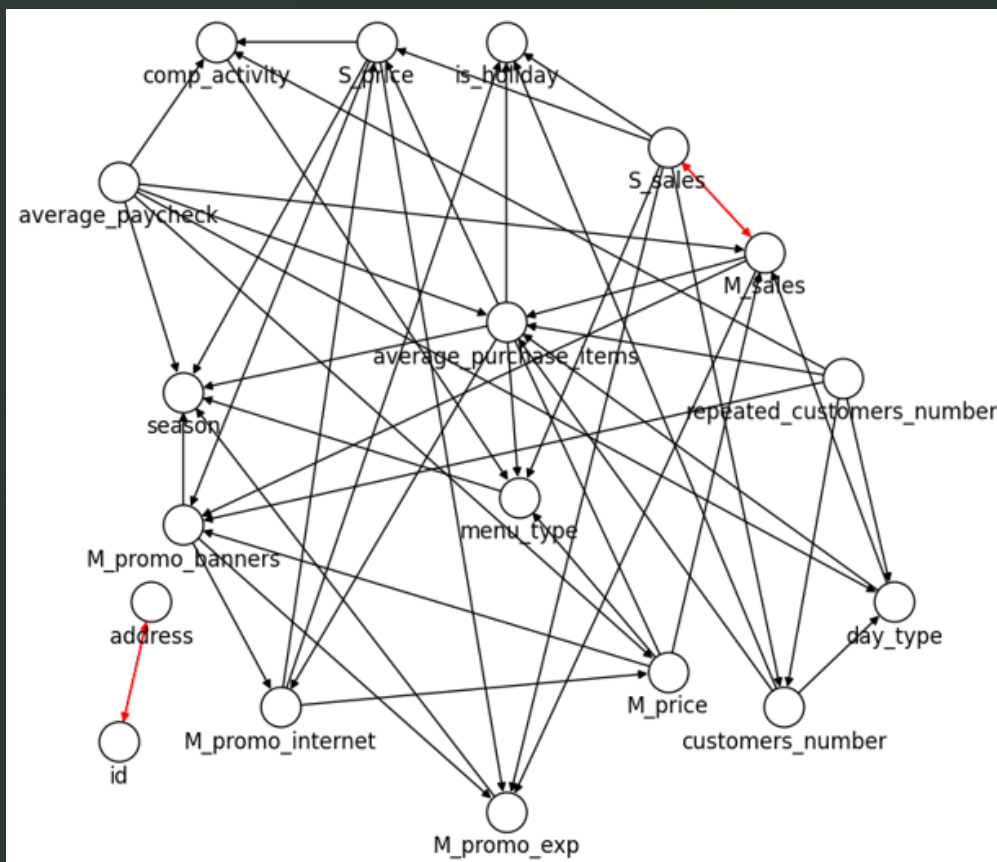 comp_activity
S_price
is_holiday
S_sales
average_paycheck
M_sales
average_purchase_items
repeated_customers_number
season
menu_type
M_promo_banners
address
day_type
M_price
M_promo_internet
customers_number
id
M_promo_exp